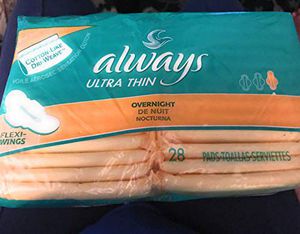 COTTON-LIKE
DRI-WEAVE
always
ULTRA THIN
OVERNIGHT
DE NUIT
NOCTURNA
FLEXI-
WINGS
28 PADS-TOALLAS-SERVIETTES